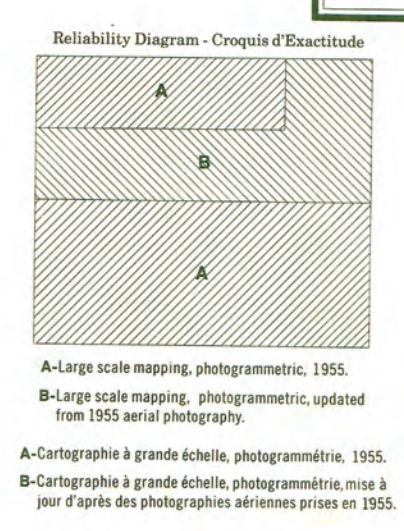 Reliability Diagram - Croquis d'Exactitude
A
B
A
A-Large scale mapping, photogrammetric, 1955.
B-Large scale mapping, photogrammetric, updated
from 1955 aerial photography.
A-Cartographie à grande échelle, photogrammétrie, 1955.
B-Cartographie à grande échelle, photogrammétrie, mise à
jour d'après des photographies aériennes prises en 1955.